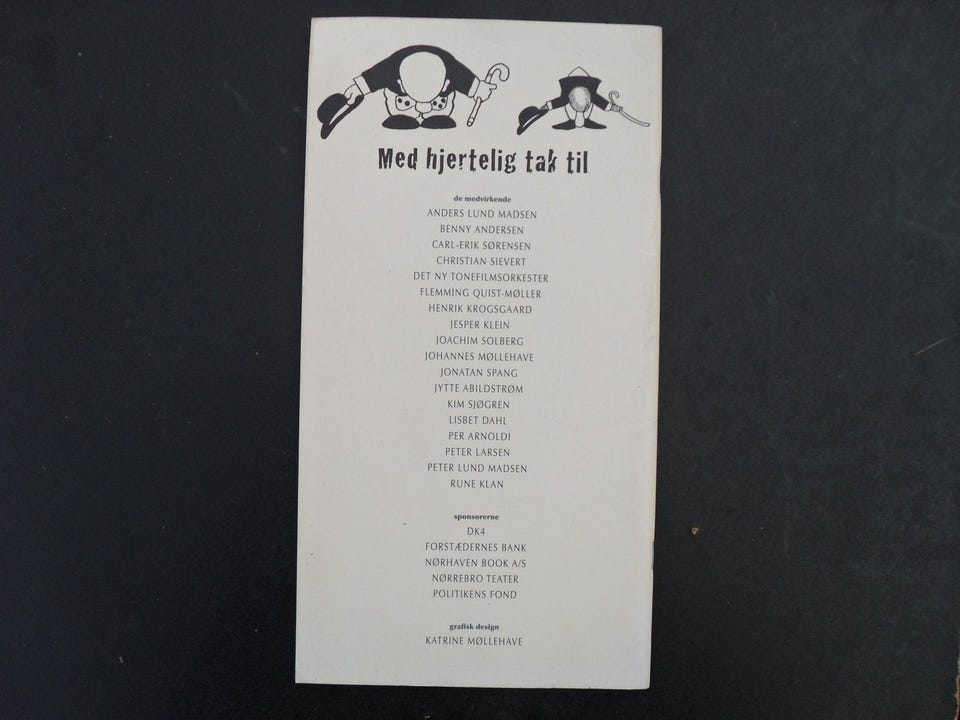 Med hjertelig tak til
de medvirkende
ANDERS LUND MADSEN
BENNY ANDERSEN
CARL-ERIK SØRENSEN
CHRISTIAN SIEVERT
DET NY TONEFILMSORKESTER
FLEMMING QUIST-MØLLER
HENRIK KROGSGAARD
JESPER KLEIN
JOACHIM SOLBERG
JOHANNES MØLLEHAVE
JONATAN SPANG
JYTTE ABILDSTRØM
KIM SJØGREN
LISBET DAHL
PER ARNOLDI
PETER LARSEN
PETER LUND MADSEN
RUNE KLAN
sponsorerne
DK4
FORSTÆDERNES BANK
NØRHAVEN BOOK A/S
NØRREBRO TEATER
POLITIKENS FOND
grafisk design
KATRINE MØLLEHAVE